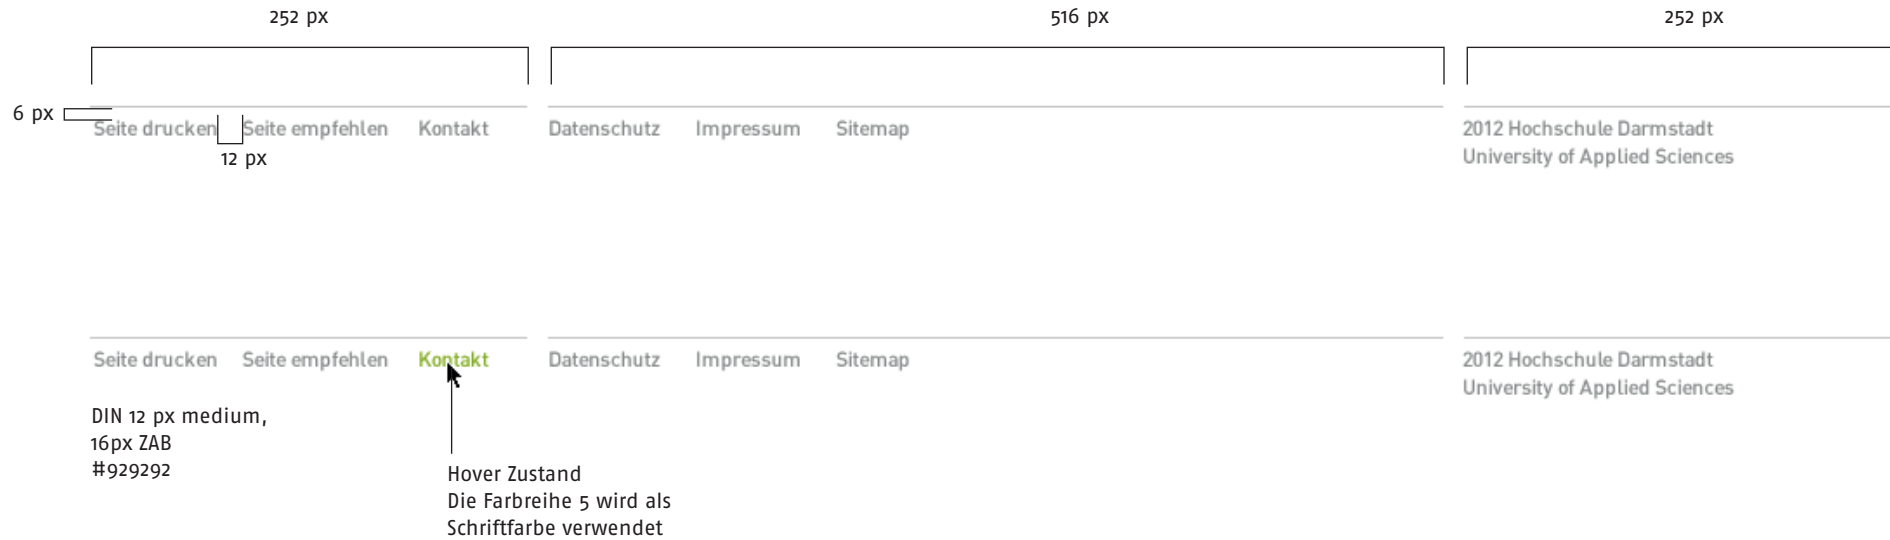 252 px
516 px
252 px
6 px
Seite drucken Seite empfehlen Kontakt Datenschutz Impressum Sitemap 2012 Hochschule Darmstadt
University of Applied Sciences
12 px
Seite drucken Seite empfehlen Kontakt Datenschutz Impressum Sitemap 2012 Hochschule Darmstadt
University of Applied Sciences
DIN 12 px medium,
16px ZAB
#929292
Hover Zustand
Die Farbreihe 5 wird als
Schriftfarbe verwendet